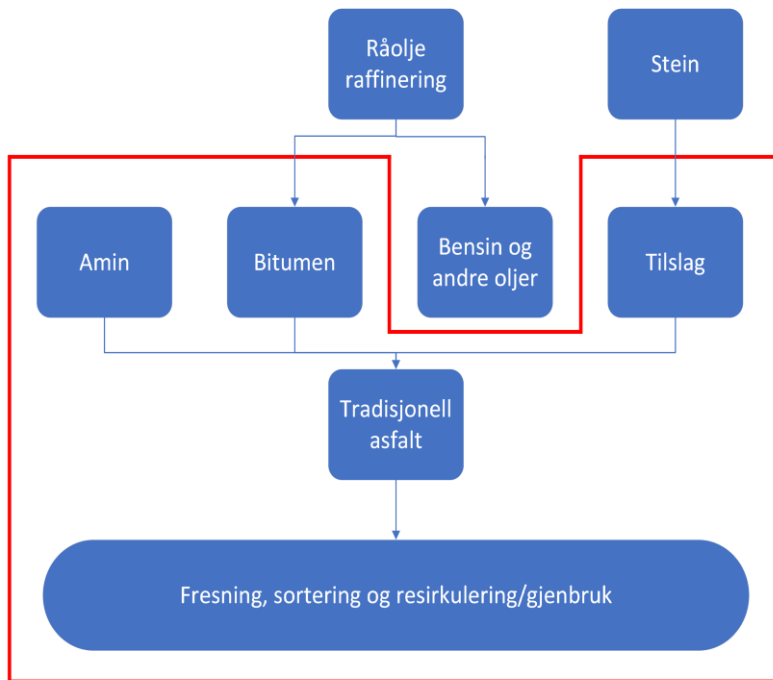 Råolje
raffinering
Stein
Amin
Bitumen
Bensin og
andre oljer
Tilslag
Tradisjonell
asfalt
Fresning, sortering og resirkulering/gjenbruk